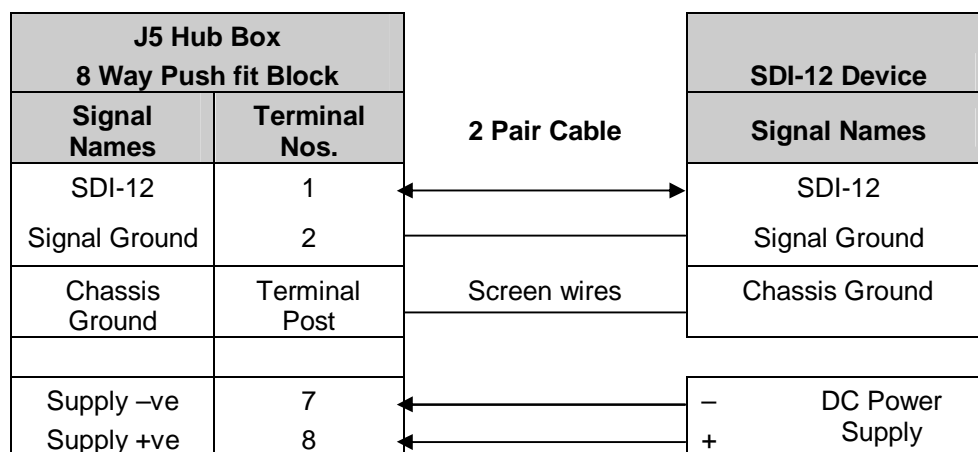 J5 Hub Box
8 Way Push fit Block
SDI-12 Device
Signal Names
Terminal Nos.
2 Pair Cable
Signal Names
SDI-12
1
SDI-12
Signal Ground
2
Signal Ground
Chassis Ground
Terminal Post
Screen wires
Chassis Ground
Supply –ve
7
–
DC Power Supply
Supply +ve
8
+